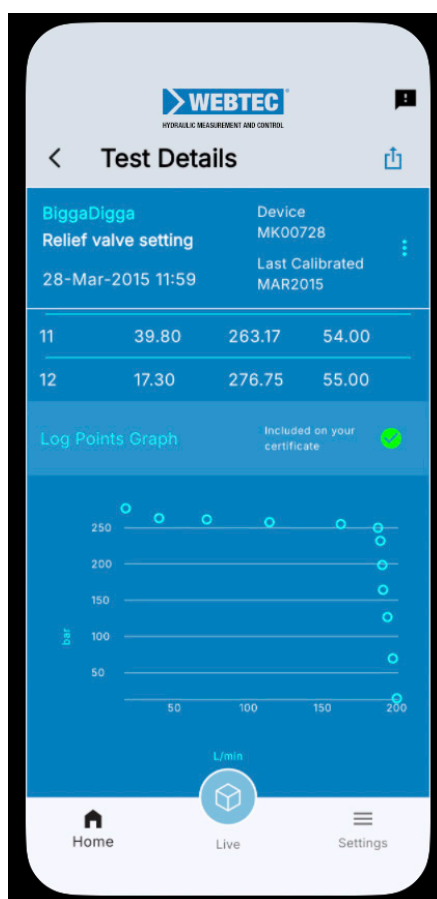 WEBTEC
HYDRAULIC MEASUREMENT AND CONTROL
Test Details
BiggaDigga
Relief valve setting
28-Mar-2015 11:59
Device
MK00728
Last Calibrated
MAR2015
11 39.80 263.17 54.00
12 17.30 276.75 55.00
Log Points Graph
Included on your
certificate
250
200
150
100
50
bar
50 100 150 200
L/min
Home
Live
Settings